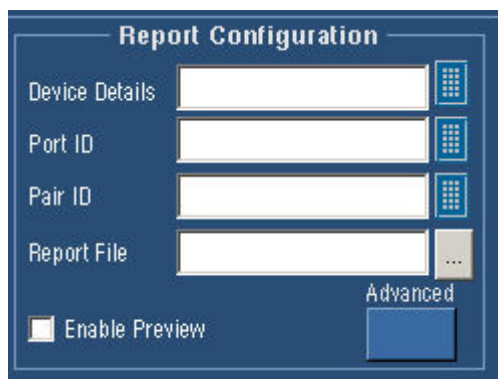 Report Configuration
Device Details
Port ID
Pair ID
Report File
...
Advanced
Enable Preview